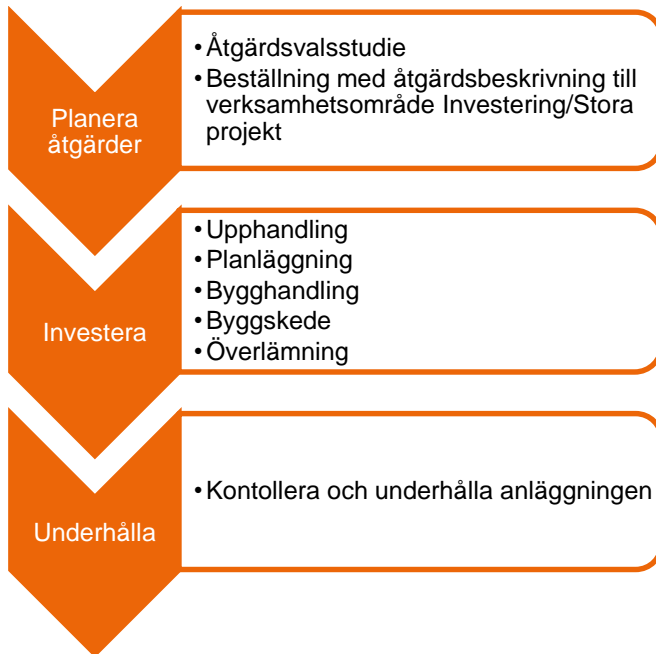 Planera
åtgärder
• Åtgärdsvalsstudie
• Beställning med åtgärdsbeskrivning till
verksamhetsområde Investering/Stora
projekt
Investera
• Upphandling
• Planläggning
• Bygghandling
• Byggskede
• Överlämning
Underhålla
• Kontollera och underhålla anläggningen